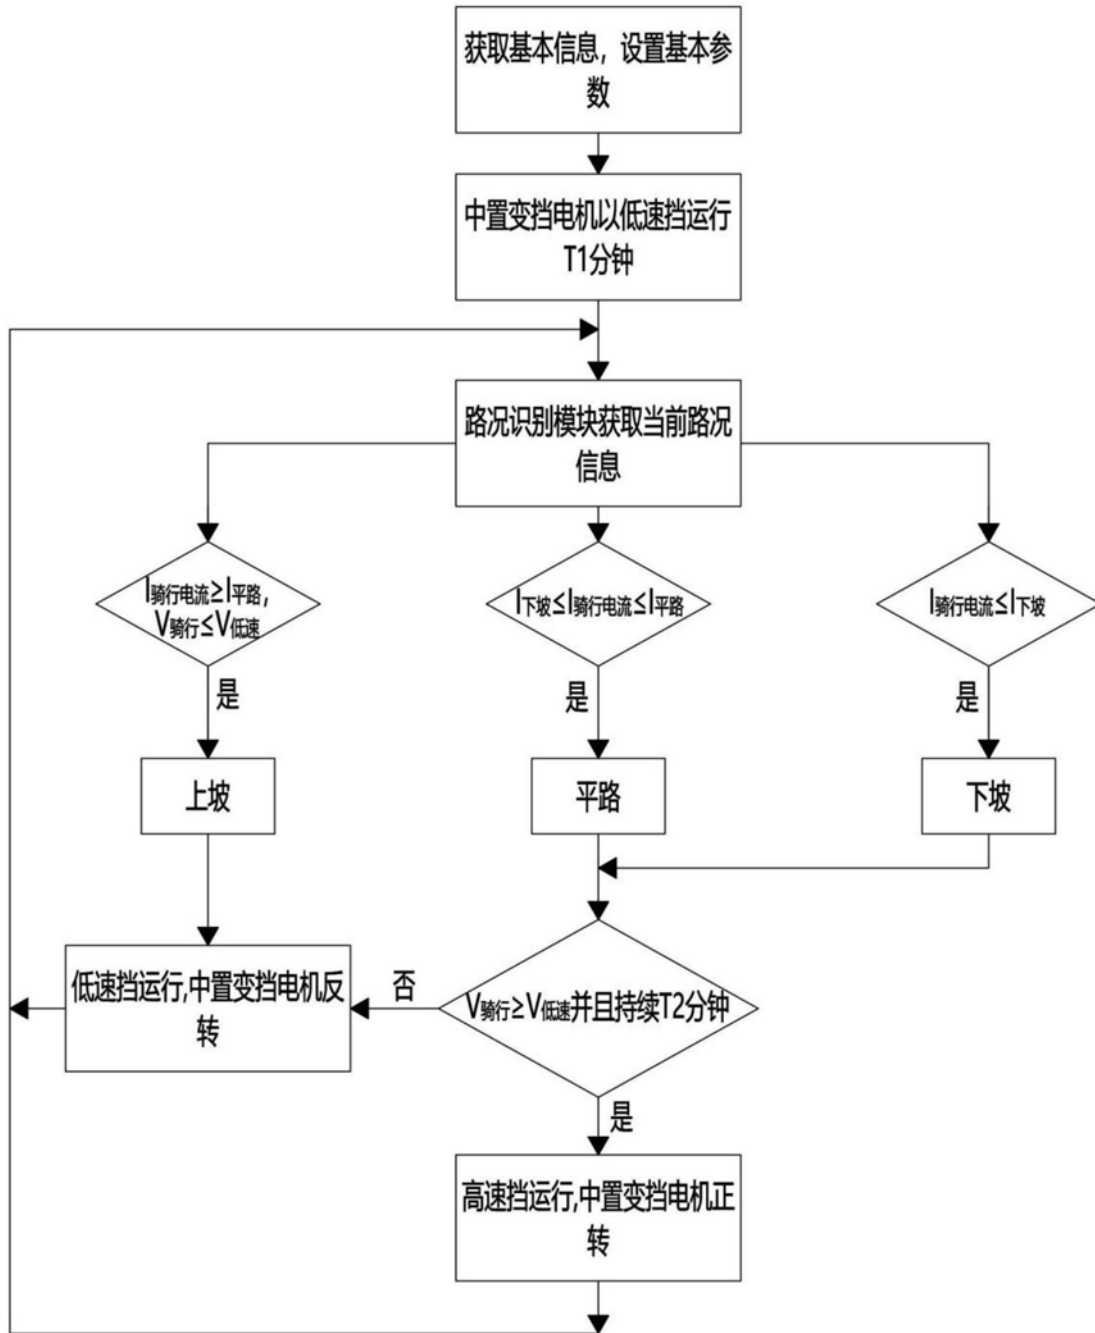 获取基本信息，设置基本参
数
中置变挡电机以低速挡运行
T1分钟
路况识别模块获取当前路况
信息
I骑行电流≥I平路，
V骑行≤V低速
I下坡≤I骑行电流≤I平路
I骑行电流≤I下坡
是
是
是
上坡
平路
下坡
低速挡运行,中置变挡电机反
转
否
V骑行≥V低速并且持续T2分钟
是
高速挡运行,中置变挡电机正
转